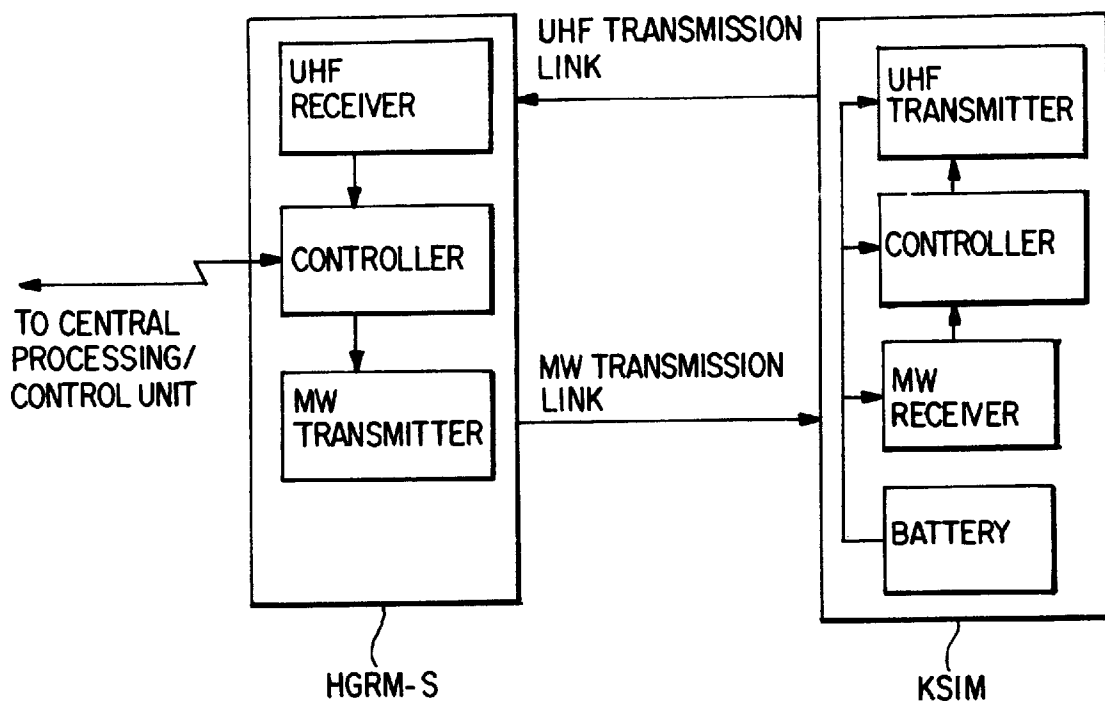 UHF TRANSMISSION
LINK
UHF
RECEIVER
UHF
TRANSMITTER
CONTROLLER
CONTROLLER
TO CENTRAL
PROCESSING/
CONTROL UNIT
MW TRANSMISSION
LINK
MW
TRANSMITTER
MW
RECEIVER
BATTERY
HGRM-S
KSIM